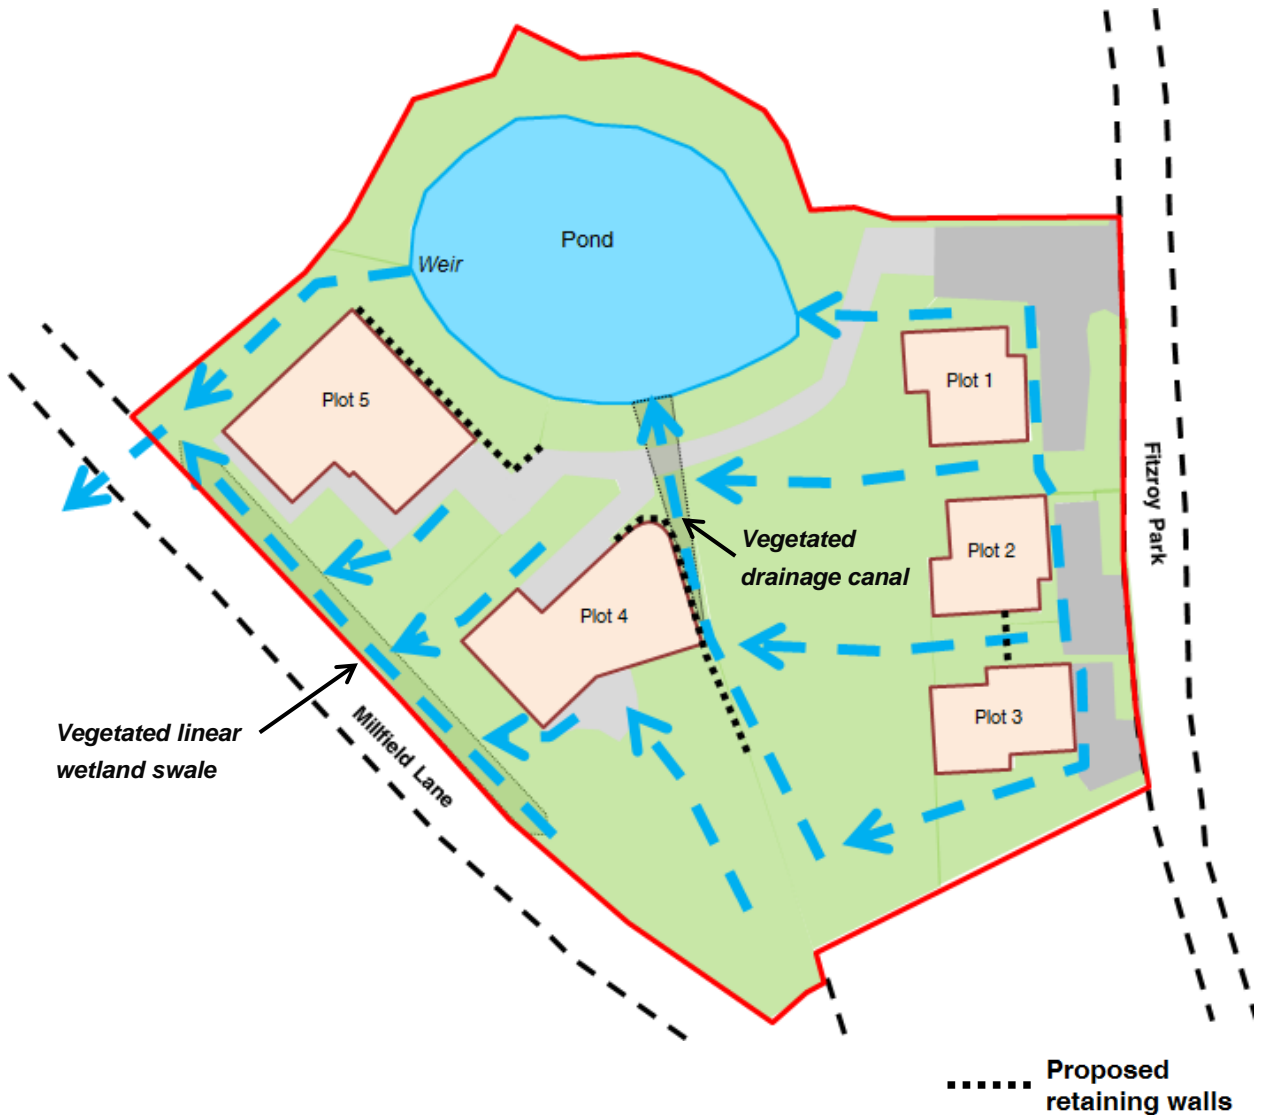 Pond
Weir
Plot 5
Plot 1
Fitzroy Park
Vegetated
drainage canal
Plot 2
Plot 4
Plot 3
Vegetated linear
wetland swale
Millfield Lane
Proposed
retaining walls